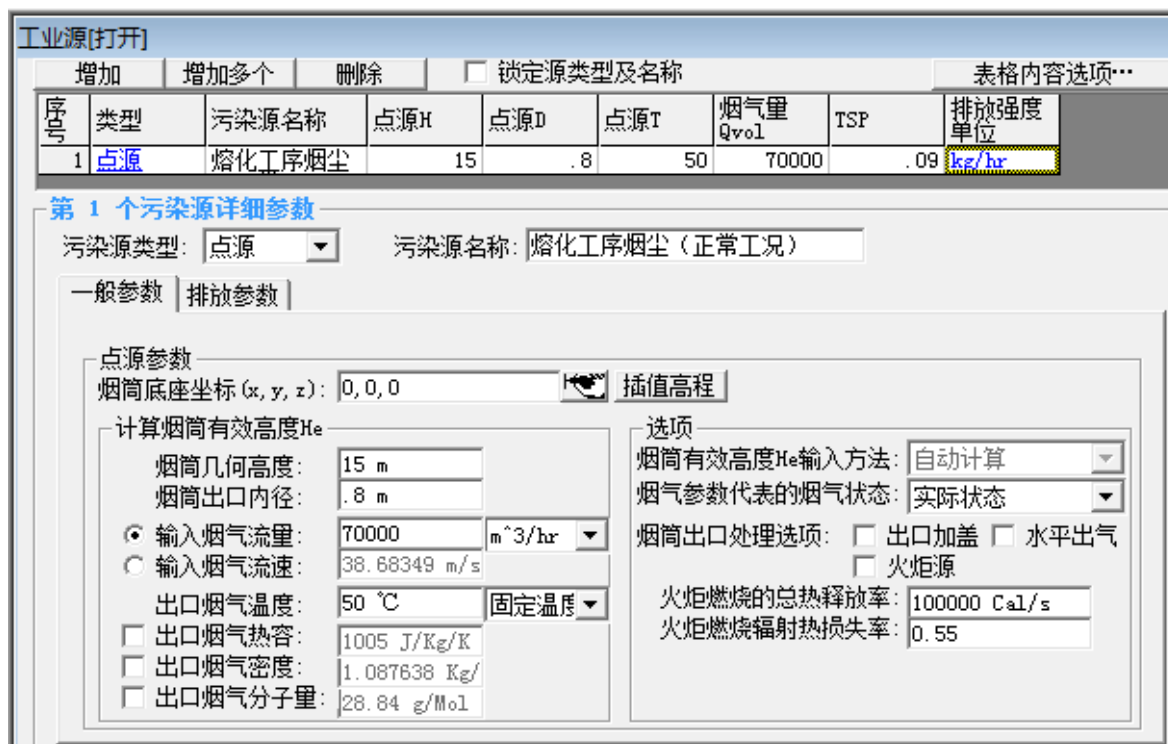 工业源[打开]
增加 增加多个 删除 锁定源类型及名称 表格内容选项…
序号 类型 污染源名称 点源H 点源D 点源T 烟气量Qvol TSP 排放强度单位
1 点源 熔化工序烟尘 15 .8 50 70000 .09 kg/hr
第 1 个污染源详细参数
污染源类型: 点源 污染源名称: 熔化工序烟尘（正常工况）
一般参数 排放参数
点源参数
烟筒底座坐标(x,y,z): 0,0,0 插值高程
计算烟筒有效高度He
烟筒几何高度: 15 m
烟筒出口内径: .8 m
输入烟气流量: 70000 m^3/hr
输入烟气流速: 38.68349 m/s
出口烟气温度: 50 ℃ 固定温度
出口烟气热容: 1005 J/Kg/K
出口烟气密度: 1.087638 Kg/
出口烟气分子量: 28.84 g/Mol
选项
烟筒有效高度He输入方法: 自动计算
烟气参数代表的烟气状态: 实际状态
烟筒出口处理选项: 出口加盖 水平出气
火炬源
火炬燃烧的总热释放率: 100000 Cal/s
火炬燃烧辐射热损失率: 0.55